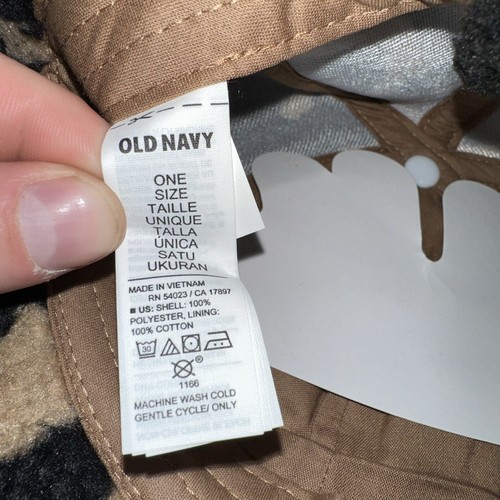 OLD NAVY
ONE
SIZE
TAILLE
UNIQUE
TALLA
ÚNICA
SATU
UKURAN
MADE IN VIETNAM
RN 54023 / CA 17897
■ US: SHELL: 100%
POLYESTER, LINING:
100% COTTON
30
®
1166
MACHINE WASH COLD
GENTLE CYCLE/ ONLY